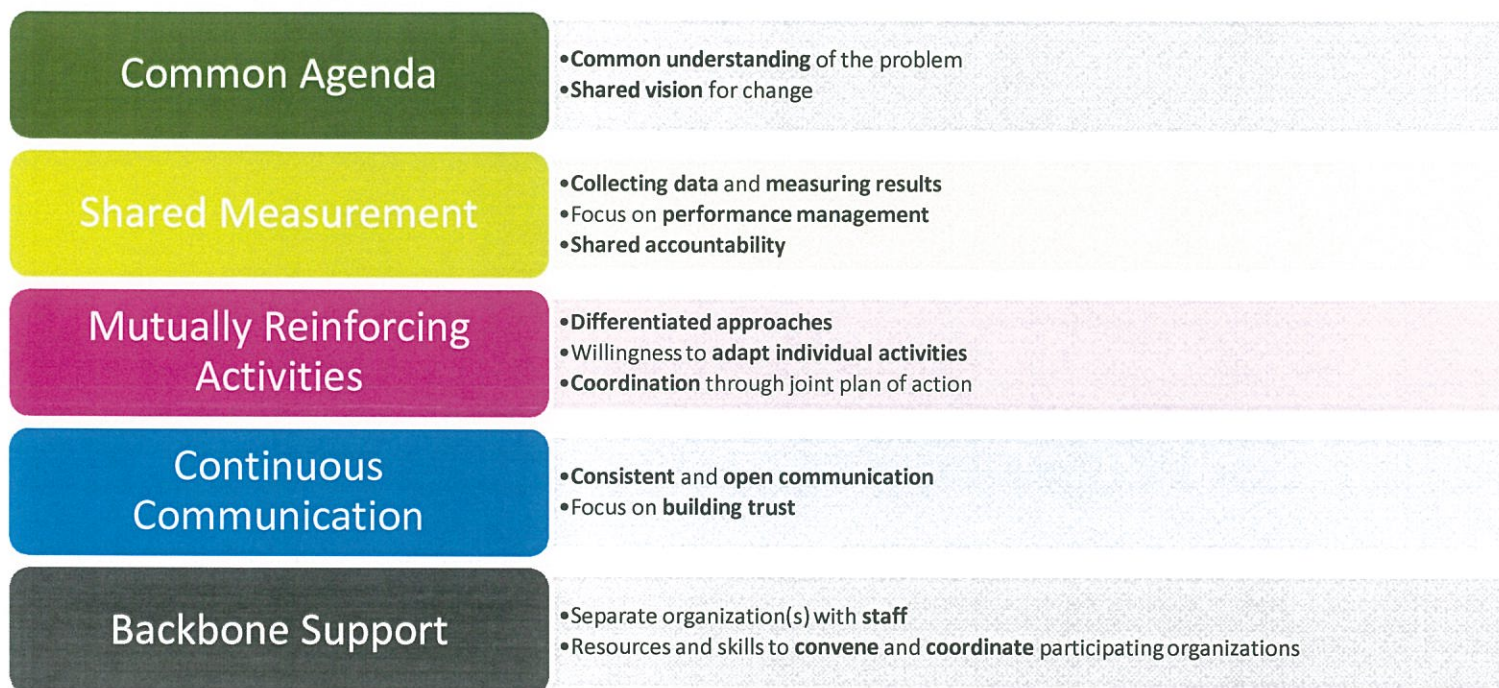 Common Agenda
•Common understanding of the problem
•Shared vision for change
Shared Measurement
•Collecting data and measuring results
•Focus on performance management
•Shared accountability
Mutually Reinforcing
Activities
•Differentiated approaches
•Willingness to adapt individual activities
•Coordination through joint plan of action
Continuous
Communication
•Consistent and open communication
•Focus on building trust
Backbone Support
•Separate organization(s) with staff
•Resources and skills to convene and coordinate participating organizations